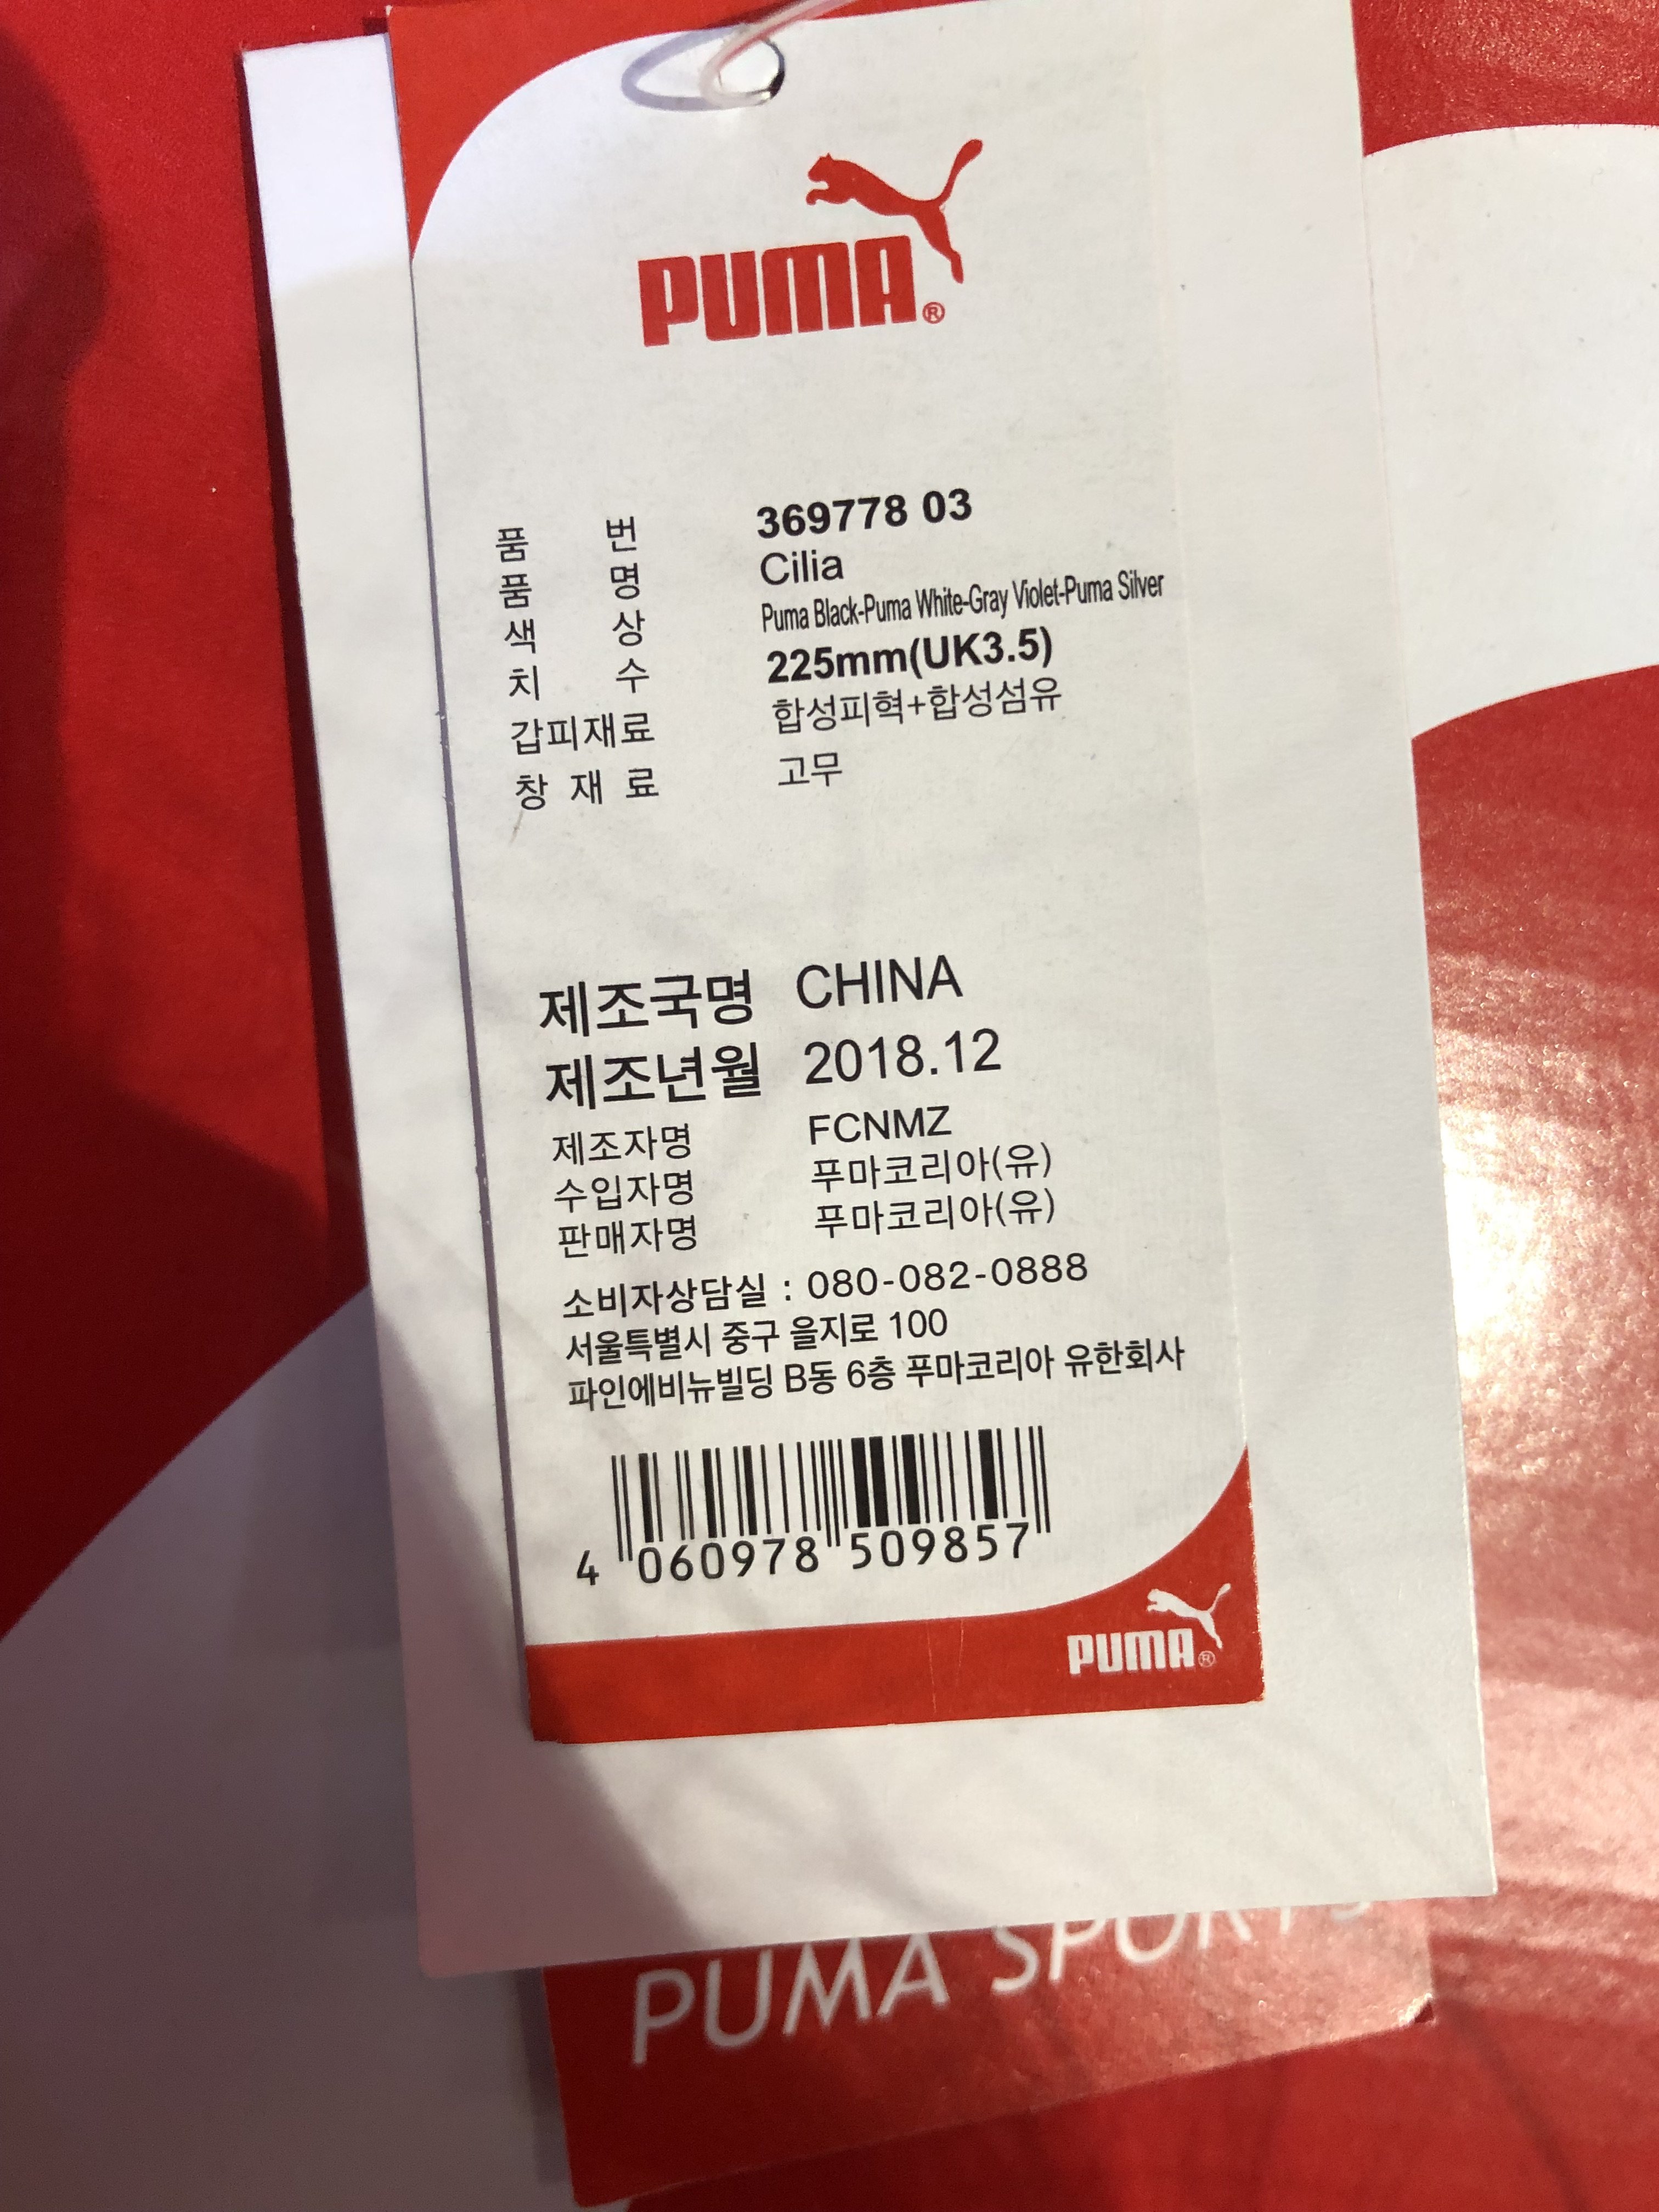 PUMA®
품 번 369778 03
품 명 Cilia
색 상 Puma Black-Puma White-Gray Violet-Puma Silver
치 수 225mm(UK3.5)
갑피재료 합성피혁+합성섬유
창 재 료 고무
제조국명 CHINA
제조년월 2018.12
제조자명 FCNMZ
수입자명 푸마코리아(유)
판매자명 푸마코리아(유)
소비자상담실 : 080-082-0888
서울특별시 중구 을지로 100
파인에비뉴빌딩 B동 6층 푸마코리아 유한회사
4 060978 509857
PUMA®
PUMA SPORTS